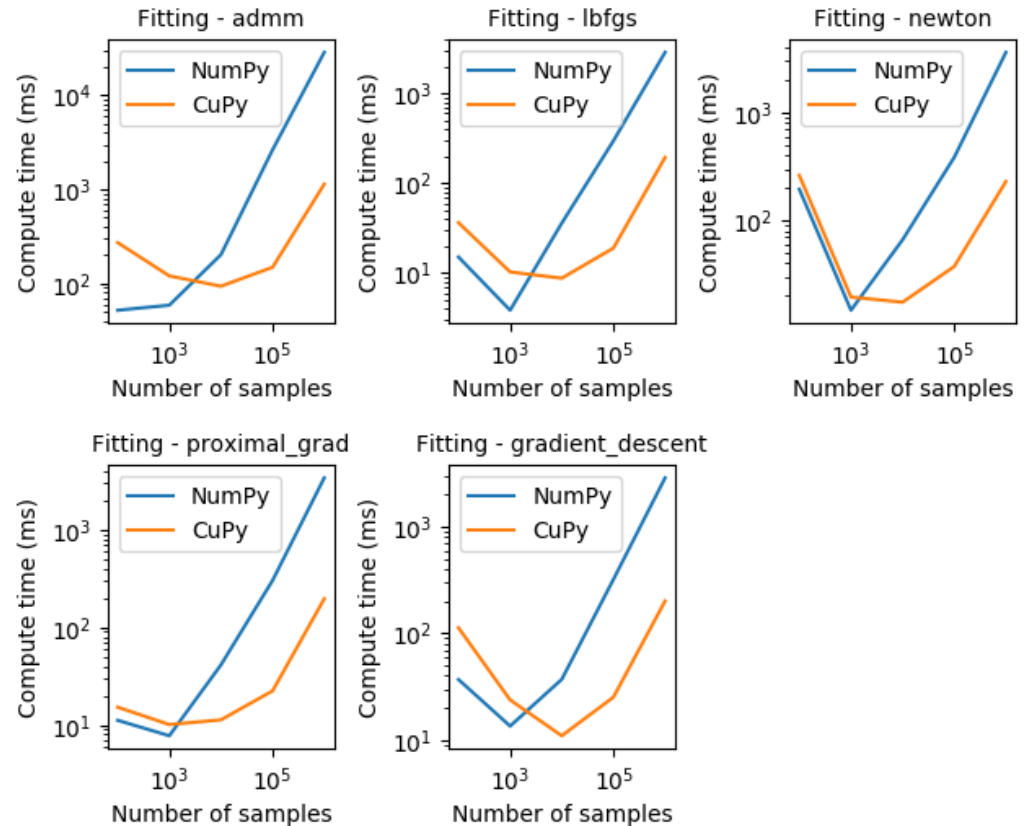 Fitting - admm
Compute time (ms)
10^4
10^3
10^2
NumPy
CuPy
10^3
10^5
Number of samples
Fitting - lbfgs
Compute time (ms)
10^3
10^2
10^1
NumPy
CuPy
10^3
10^5
Number of samples
Fitting - newton
Compute time (ms)
10^3
10^2
NumPy
CuPy
10^3
10^5
Number of samples
Fitting - proximal_grad
Compute time (ms)
10^3
10^2
10^1
NumPy
CuPy
10^3
10^5
Number of samples
Fitting - gradient_descent
Compute time (ms)
10^3
10^2
10^1
NumPy
CuPy
10^3
10^5
Number of samples